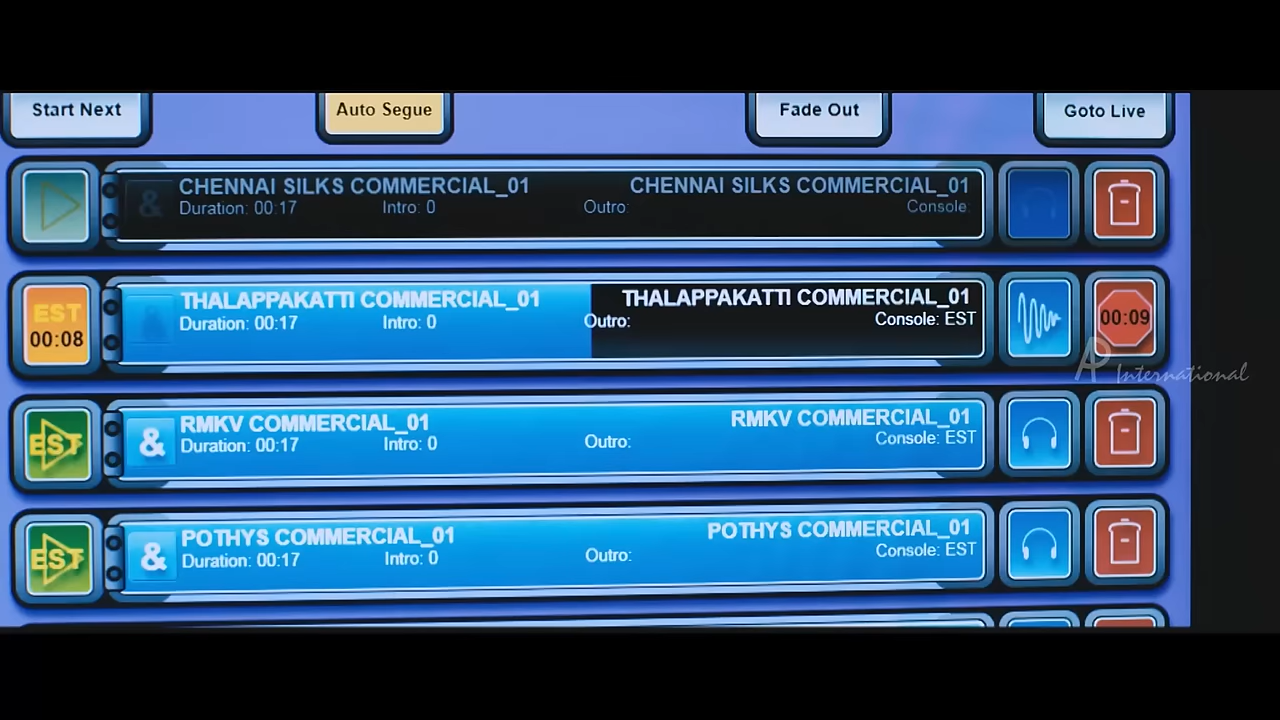 Start Next
Auto Segue
Fade Out
Goto Live
& CHENNAI SILKS COMMERCIAL_01 CHENNAI SILKS COMMERCIAL_01
Duration: 00:17 Intro: 0 Outro: Console:
EST THALAPPAKATTI COMMERCIAL_01 THALAPPAKATTI COMMERCIAL_01
00:08 Duration: 00:17 Intro: 0 Outro: Console: EST 00:09
EST & RMKV COMMERCIAL_01 RMKV COMMERCIAL_01
Duration: 00:17 Intro: 0 Outro: Console: EST
EST & POTHYS COMMERCIAL_01 POTHYS COMMERCIAL_01
Duration: 00:17 Intro: 0 Outro: Console: EST
AP International